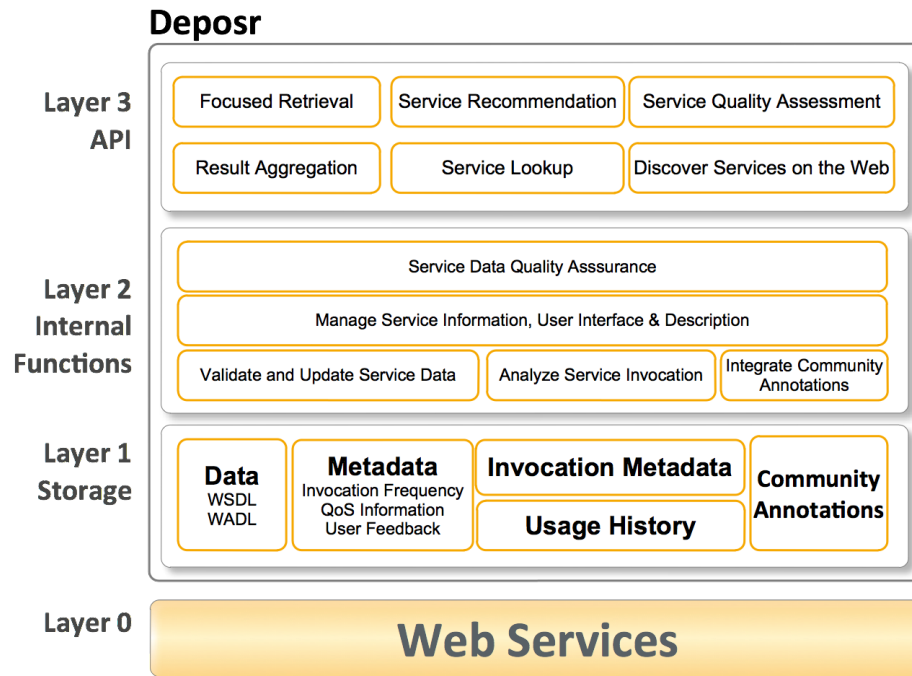 Deposr
Layer 3
API
Focused Retrieval
Service Recommendation
Service Quality Assessment
Result Aggregation
Service Lookup
Discover Services on the Web
Layer 2
Internal
Functions
Service Data Quality Asssurance
Manage Service Information, User Interface & Description
Validate and Update Service Data
Analyze Service Invocation
Integrate Community
Annotations
Layer 1
Storage
Data
WSDL
WADL
Metadata
Invocation Frequency
QoS Information
User Feedback
Invocation Metadata
Usage History
Community
Annotations
Layer 0
Web Services